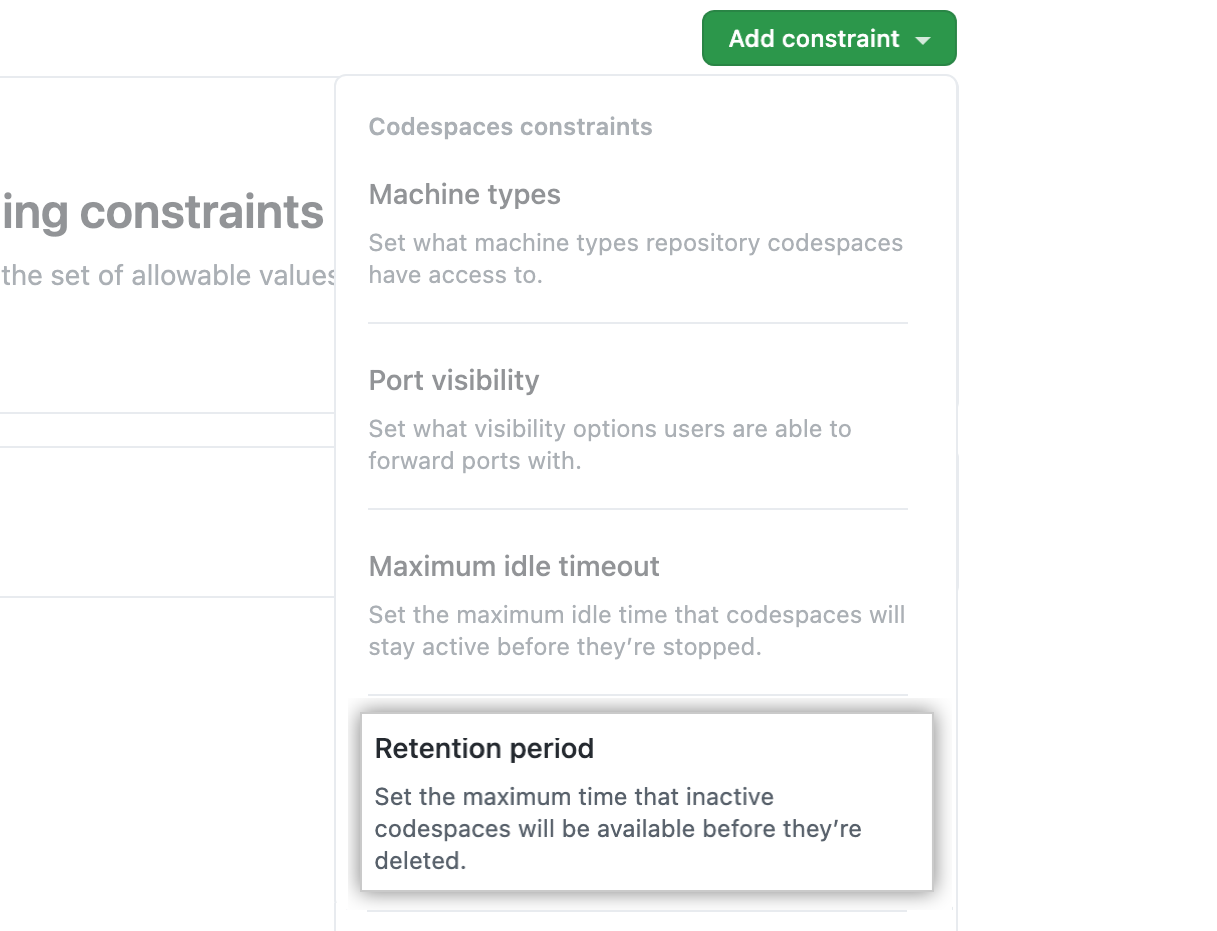 Add constraint
Codespaces constraints
Machine types
ing constraints
Set what machine types repository codespaces
the set of allowable values
have access to.
Port visibility
Set what visibility options users are able to
forward ports with.
Maximum idle timeout
Set the maximum idle time that codespaces will
stay active before they’re stopped.
Retention period
Set the maximum time that inactive
codespaces will be available before they’re
deleted.